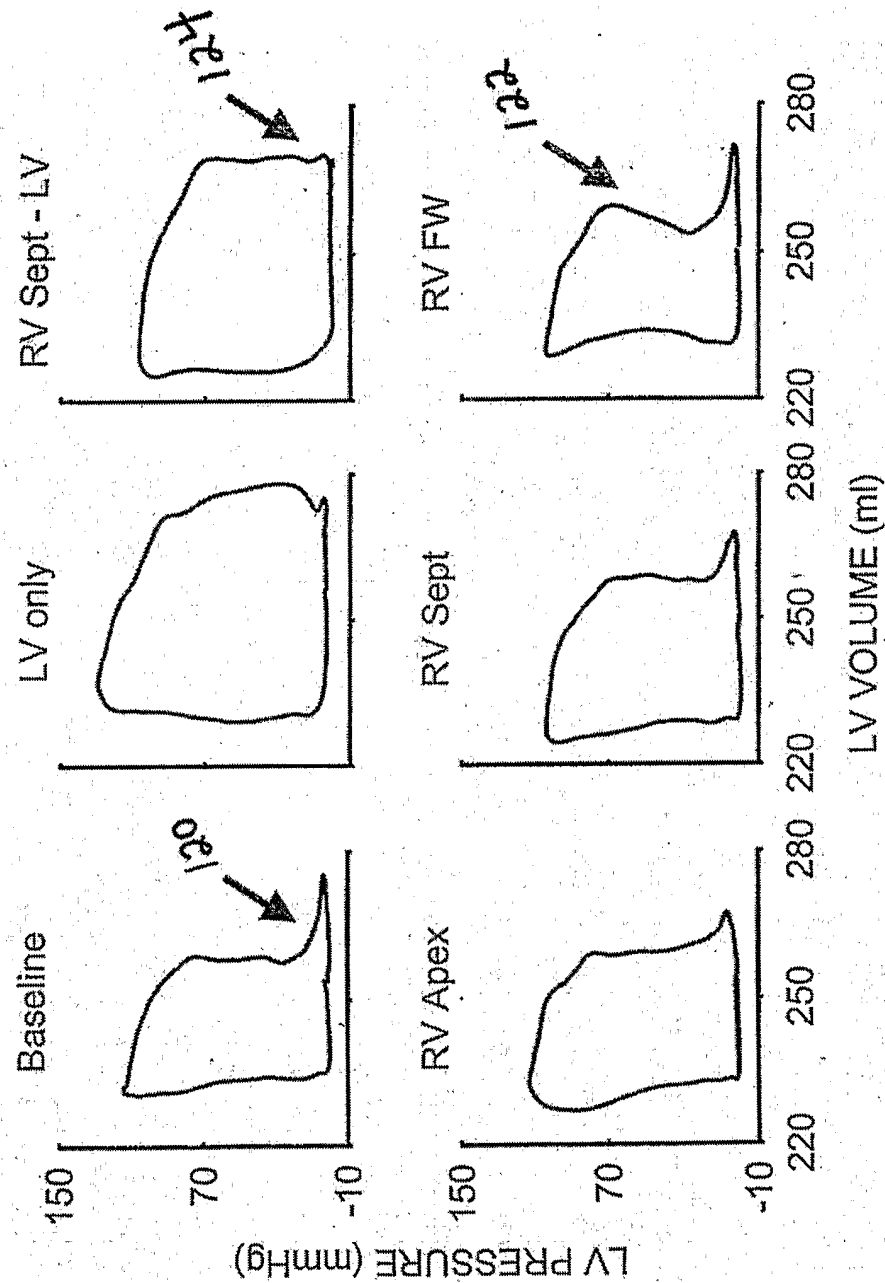 Baseline
LV only
RV Sept - LV
150
70
-10
120
124
RV Apex
RV Sept
RV FW
150
70
-10
122
220
250
280
220
250
280
220
250
280
LV PRESSURE (mmHg)
LV VOLUME (ml)